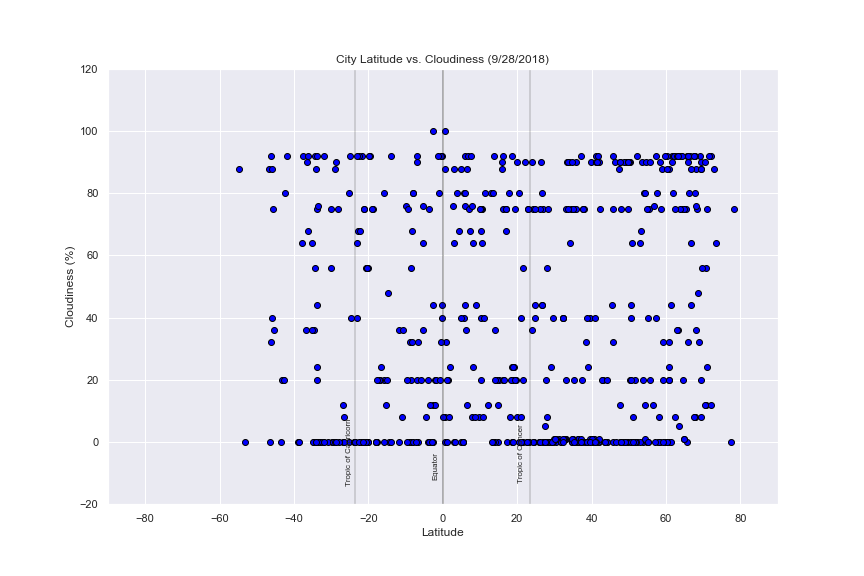 City Latitude vs. Cloudiness (9/28/2018)
120
100
80
60
40
20
0
−20
Cloudiness (%)
Tropic of Capricorn
Equator
Tropic of Cancer
−80
−60
−40
−20
0
20
40
60
80
Latitude